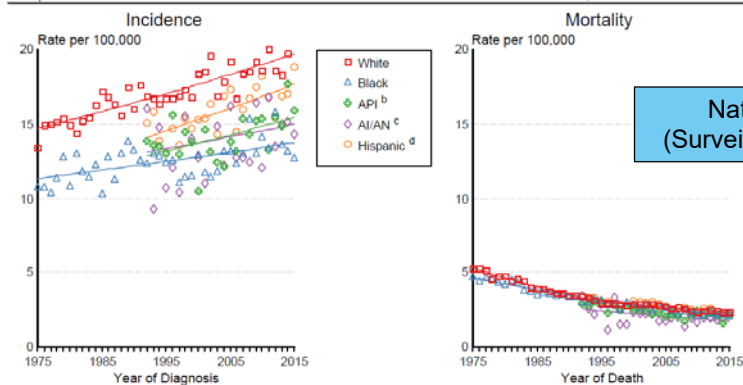 Incidence
Rate per 100,000
20
15
10
5
0
1975
1985
1995
2005
2015
Year of Diagnosis
White
Black
API b
AI/AN c
Hispanic d
Mortality
Rate per 100,000
20
15
10
5
0
1975
1985
1995
2005
2015
Year of Death
Nat
(Survei